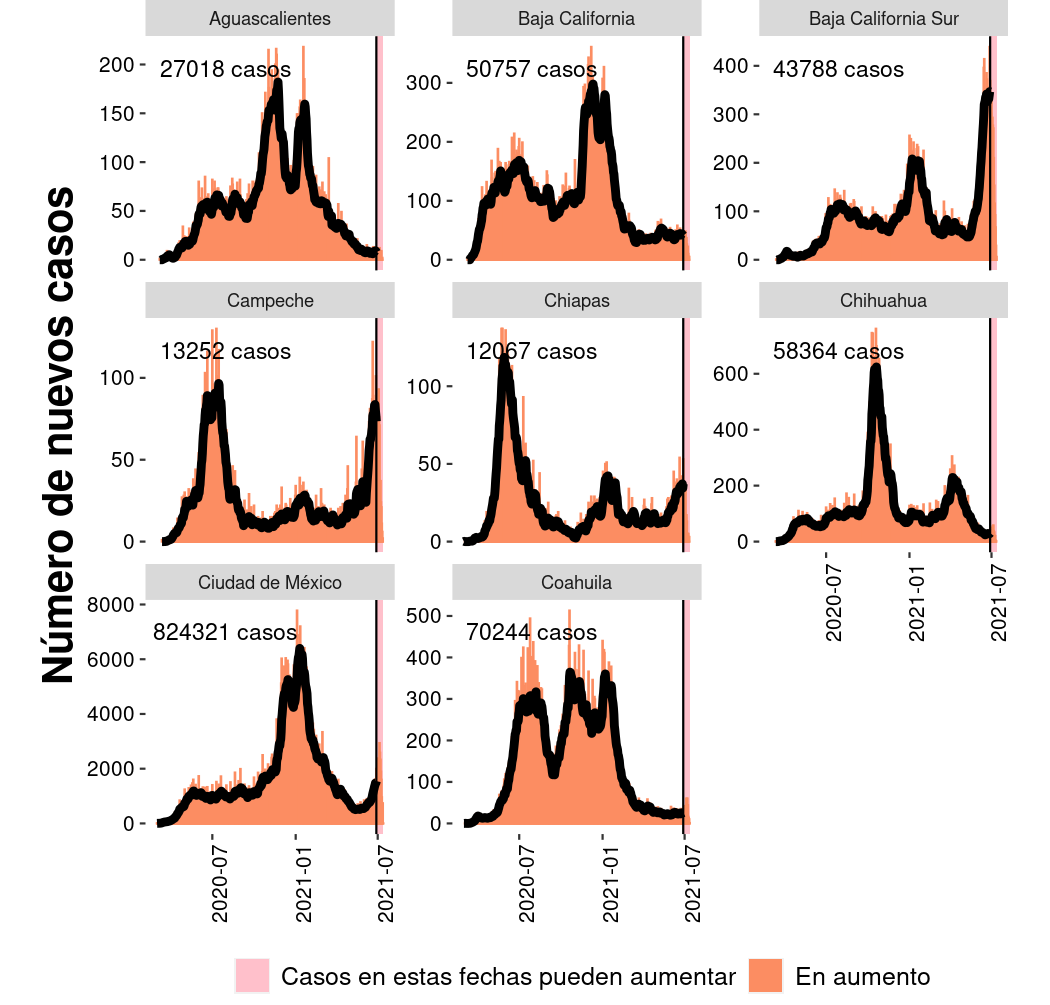 Número de nuevos casos
Aguascalientes
27018 casos
200
150
100
50
0
Baja California
50757 casos
300
200
100
0
Baja California Sur
43788 casos
400
300
200
100
0
Campeche
13252 casos
100
50
0
Chiapas
12067 casos
100
50
0
Chihuahua
58364 casos
600
400
200
0
2020-07
2021-01
2021-07
Ciudad de México
824321 casos
8000
6000
4000
2000
0
2020-07
2021-01
2021-07
Coahuila
70244 casos
500
400
300
200
100
0
2020-07
2021-01
2021-07
Casos en estas fechas pueden aumentar
En aumento